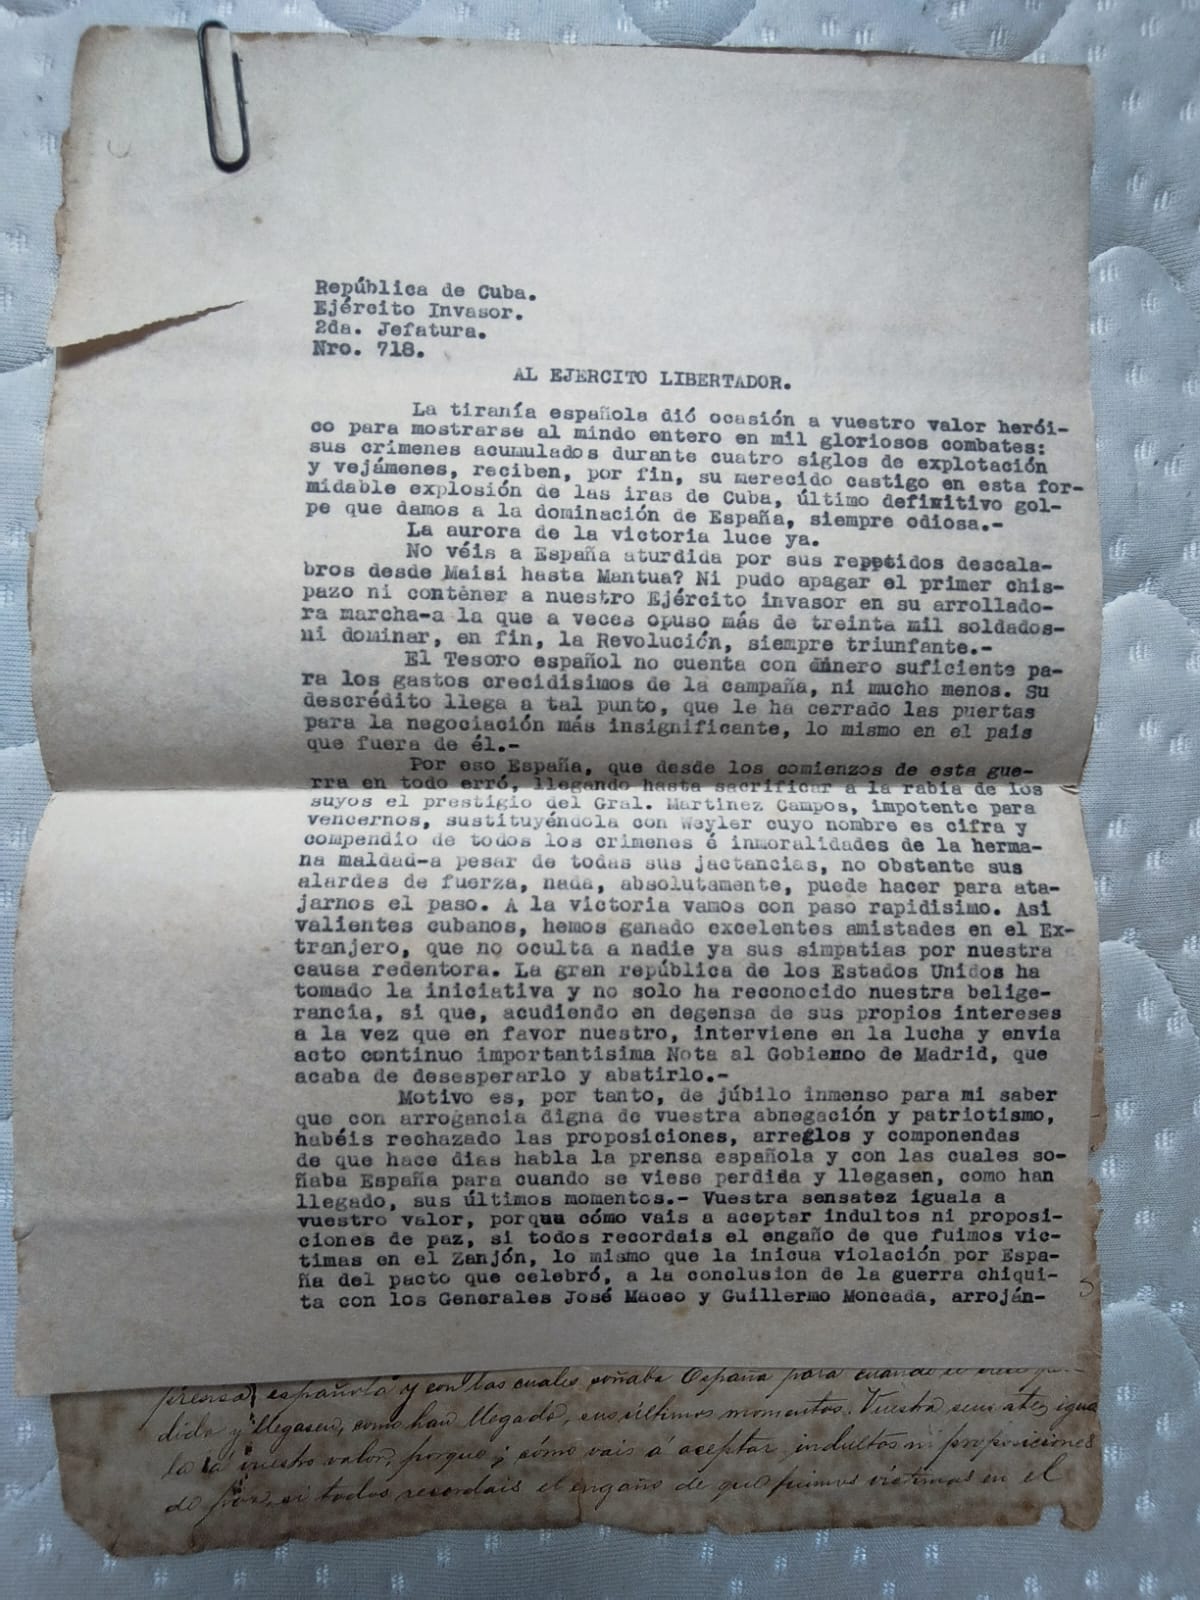 República de Cuba.
Ejército Invasor.
2da. Jefatura.
Nro. 718.
AL EJERCITO LIBERTADOR.
La tiranía española dió ocasión a vuestro valor herói-
co para mostrarse al mindo entero en mil gloriosos combates:
sus crimenes acumulados durante cuatro siglos de explotación
y vejámenes, reciben, por fin, su merecido castigo en esta for-
midable explosión de las iras de Cuba, último definitivo gol-
pe que damos a la dominación de España, siempre odiosa.-
La aurora de la victoria luce ya.
No véis a España aturdida por sus repetidos descala-
bros desde Maisi hasta Mantua? Ni pudo apagar el primer chis-
pazo ni contener a nuestro Ejército invasor en su arrollado-
ra marcha-a la que a veces opuso más de treinta mil soldados-
ni dominar, en fin, la Revolución, siempre triunfante.-
El Tesoro español no cuenta con dinero suficiente pa-
ra los gastos crecidisimos de la campaña, ni mucho menos. Su
descrédito llega a tal punto, que le ha cerrado las puertas
para la negociación más insignificante, lo mismo en el pais
que fuera de él.-
Por eso España, que desde los comienzos de esta gue-
rra en todo erró, llegando hasta sacrificar a la rabia de los
suyos el prestigio del Gral. Martinez Campos, impotente para
vencernos, sustituyéndola con Weyler cuyo nombre es cifra y
compendio de todos los crimenes é inmoralidades de la herma-
na maldad-a pesar de todas sus jactancias, no obstante sus
alardes de fuerza, nada, absolutamente, puede hacer para ata-
jarnos el paso. A la victoria vamos con paso rapidisimo. Asi
valientes cubanos, hemos ganado excelentes amistades en el Ex-
tranjero, que no oculta a nadie ya sus simpatias por nuestra
causa redentora. La gran república de los Estados Unidos ha
tomado la iniciativa y no solo ha reconocido nuestra belige-
rancia, si que, acudiendo en degensa de sus propios intereses
a la vez que en favor nuestro, interviene en la lucha y envia
acto continuo importantisima Nota al Gobierno de Madrid, que
acaba de desesperarlo y abatirlo.-
Motivo es, por tanto, de júbilo inmenso para mi saber
que con arrogancia digna de vuestra abnegación y patriotismo,
habéis rechazado las proposiciones, arreglos y componendas
de que hace dias habla la prensa española y con las cuales so-
ñaba España para cuando se viese perdida y llegasen, como han
llegado, sus últimos momentos.- Vuestra sensatez iguala a
vuestro valor, porquu cómo vais a aceptar indultos ni proposi-
ciones de paz, si todos recordais el engaño de que fuimos vic-
timas en el Zanjón, lo mismo que la inicua violación por Espa-
ña del pacto que celebró, a la conclusion de la guerra chiqui-
ta con los Generales José Maceo y Guillermo Moncada, arroján-
prensa española y con las cuales soñaba España para cuando se
dida y llegasen, como han llegado, sus últimos momentos. Vuestra sensatez igua
la á vuestro valor, porque ¿cómo vais á aceptar indultos ni proposiciones
de paz, si todos recordais el engaño de que fuimos víctimas en el